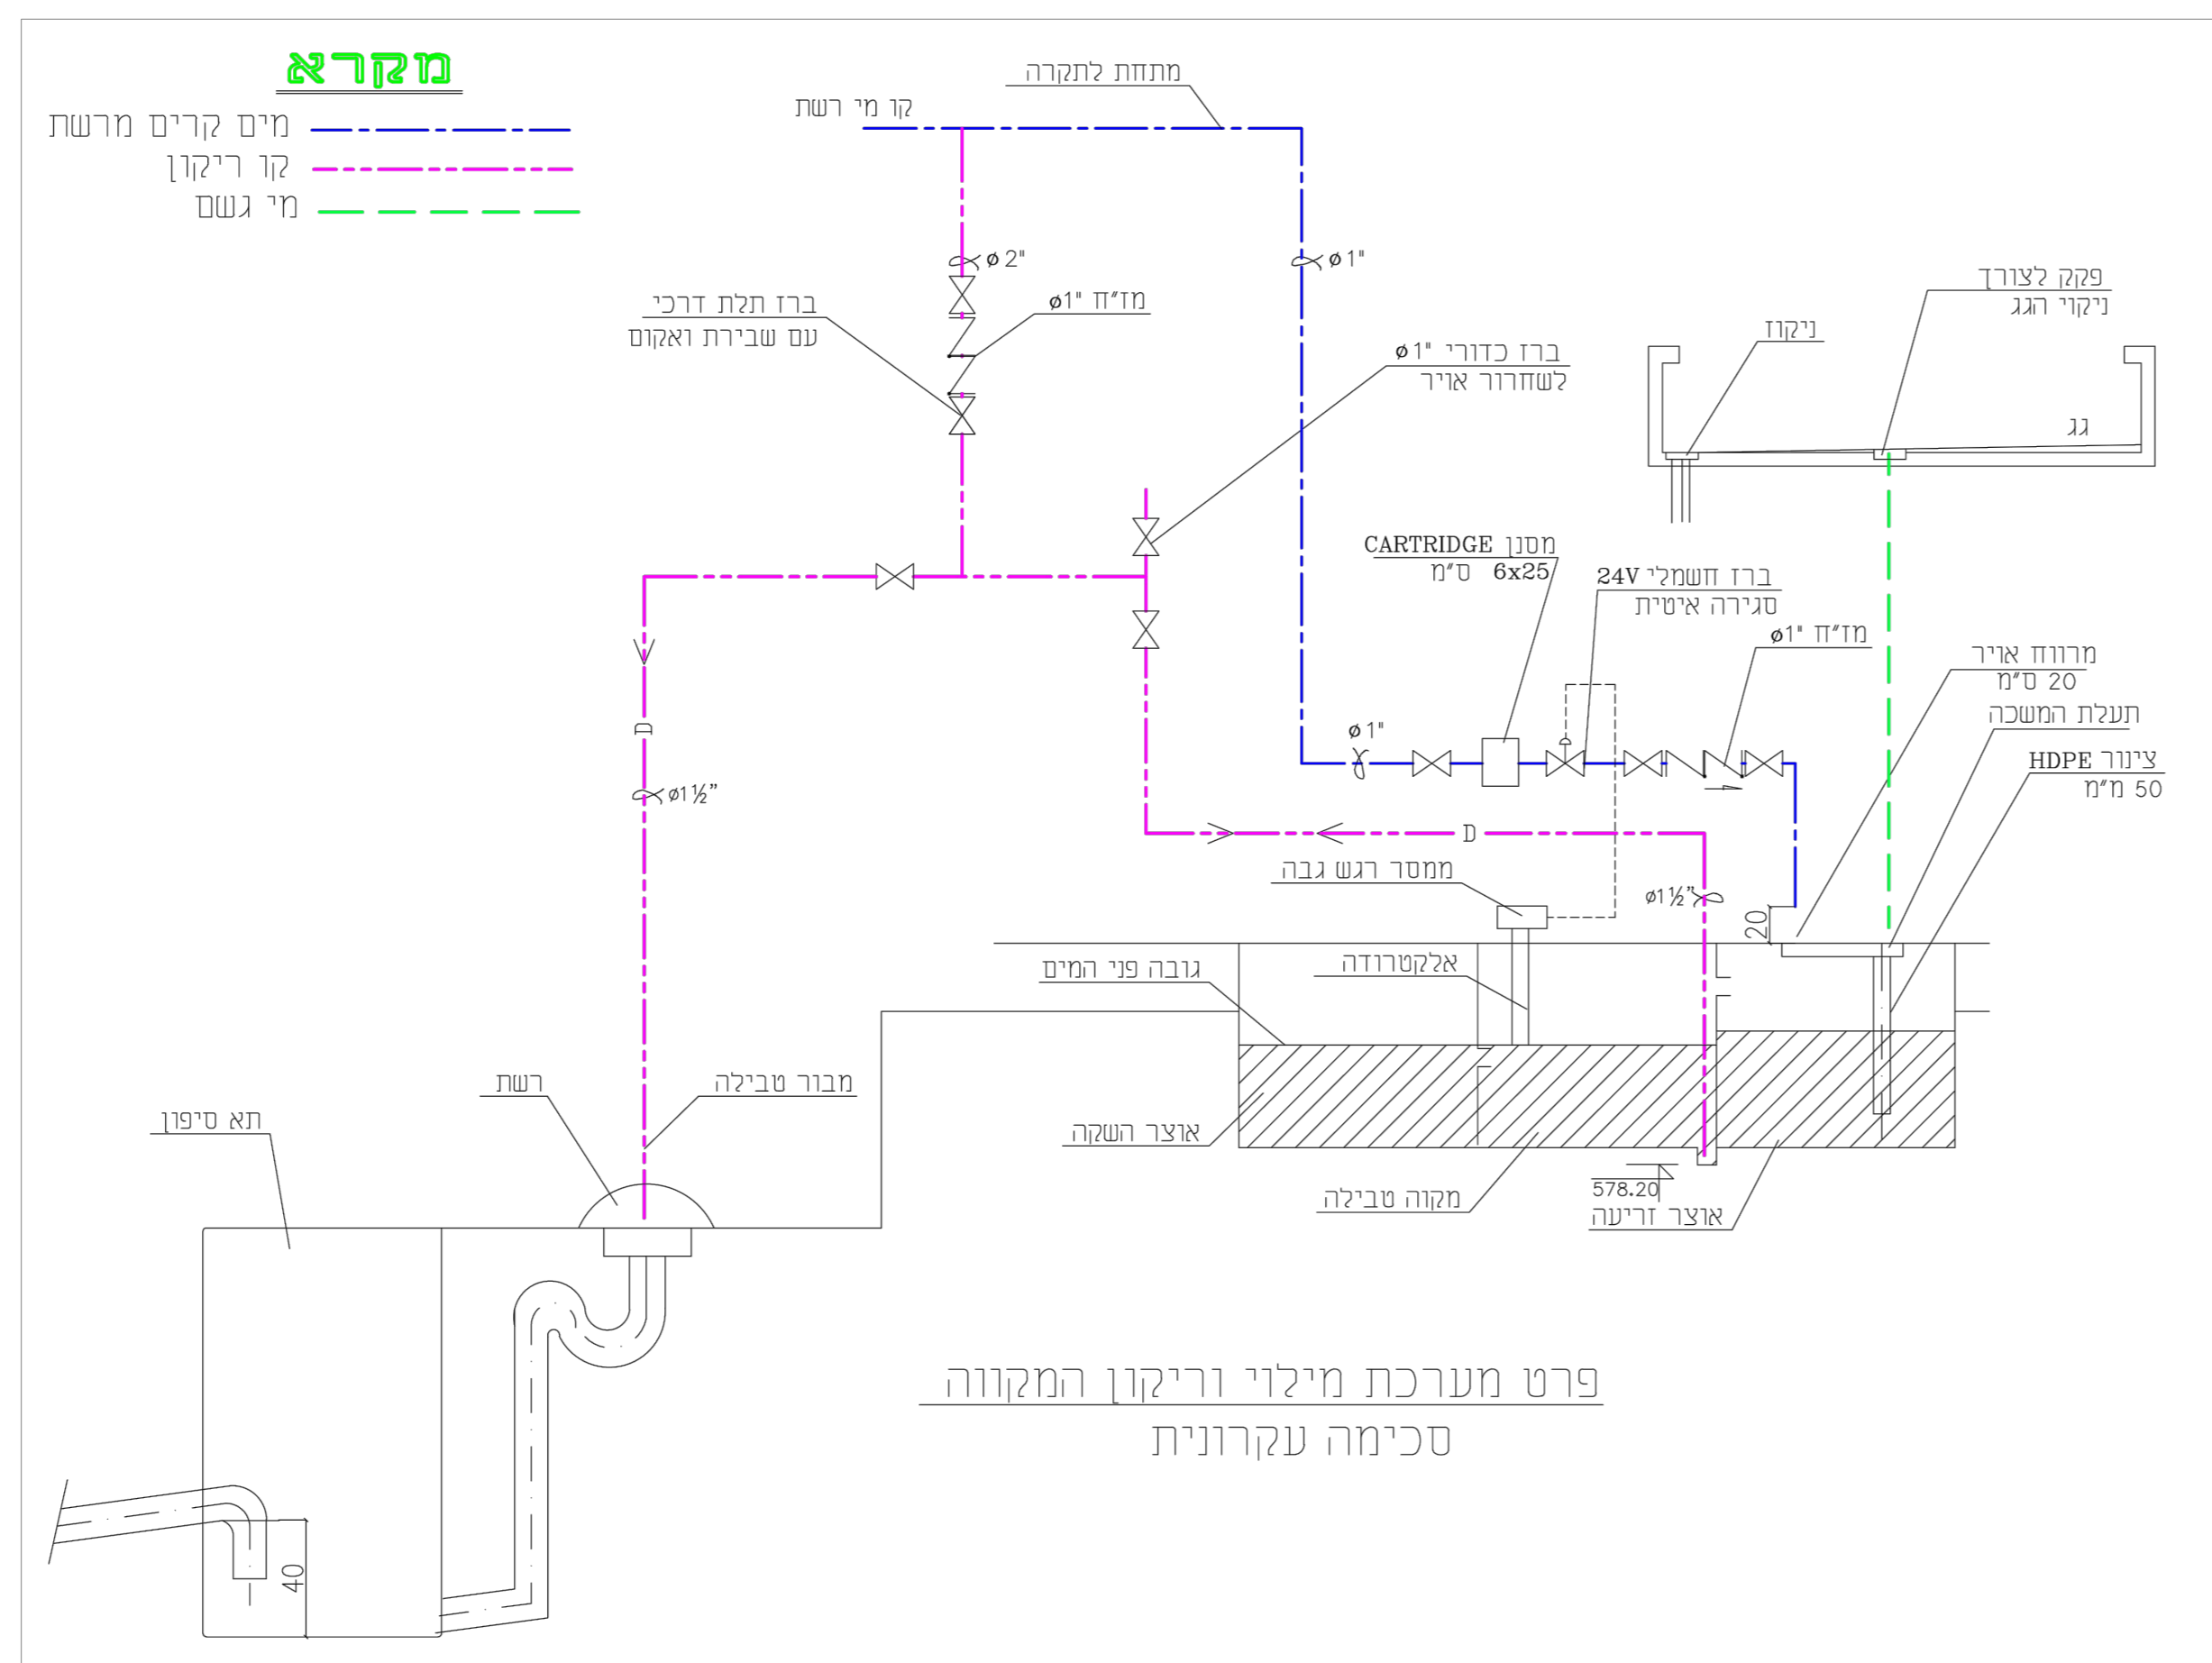 מקרא
מים קרים מרשת
קו ריקון
מי גשם
מתחת לתקרה
קו מי רשת
ø 2"
ø 1"
ברז תלת דרכי
עם שבירת ואקום
מז"ח ø1"
ברז כדורי ø1"
לשחרור אויר
פקק לצורך
ניקוי הגג
ניקוז
גג
מסנן CARTRIDGE
6x25 ס"מ
ברז חשמלי 24V
סגירה איטית
מז"ח ø1"
מרווח אויר
20 ס"מ
תעלת המשכה
צינור HDPE
50 מ"מ
ø 1"
D
ø1½"
D
ממסר רגש גבה
ø1½"
20
גובה פני המים
אלקטרודה
רשת
מבור טבילה
תא סיפון
אוצר השקה
מקוה טבילה
578.20
אוצר זריעה
40
פרט מערכת מילוי וריקון המקווה
סכימה עקרונית